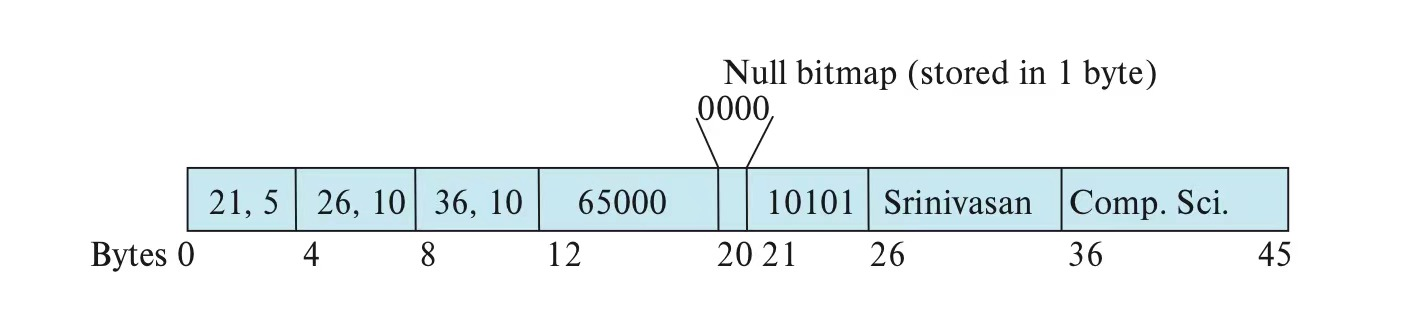 Null bitmap (stored in 1 byte)
0000
21, 5 26, 10 36, 10 65000 10101 Srinivasan Comp. Sci.
Bytes 0 4 8 12 20 21 26 36 45